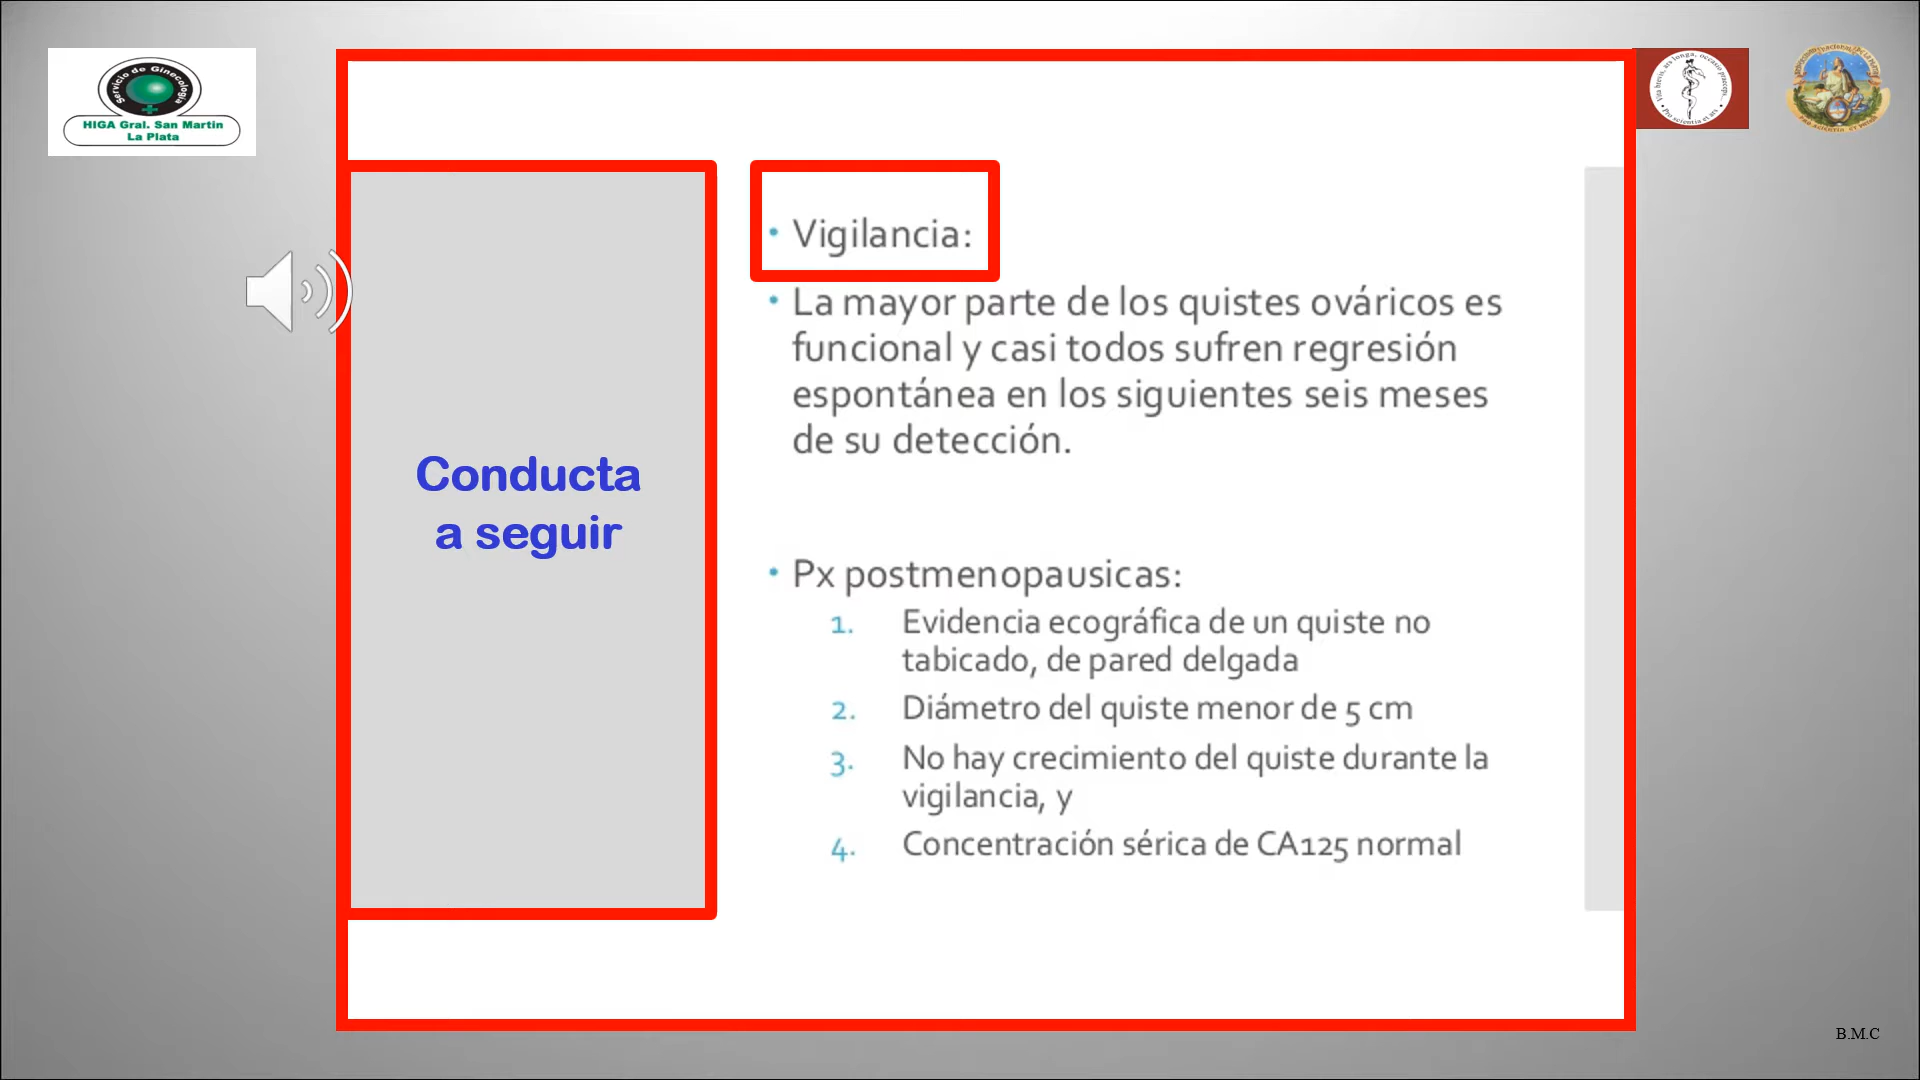 Servicio de Ginecología
HIGA Gral. San Martin
La Plata
Conducta
a seguir
• Vigilancia:
• La mayor parte de los quistes ováricos es
funcional y casi todos sufren regresión
espontánea en los siguientes seis meses
de su detección.
• Px postmenopausicas:
1. Evidencia ecográfica de un quiste no
tabicado, de pared delgada
2. Diámetro del quiste menor de 5 cm
3. No hay crecimiento del quiste durante la
vigilancia, y
4. Concentración sérica de CA125 normal
B.M.C